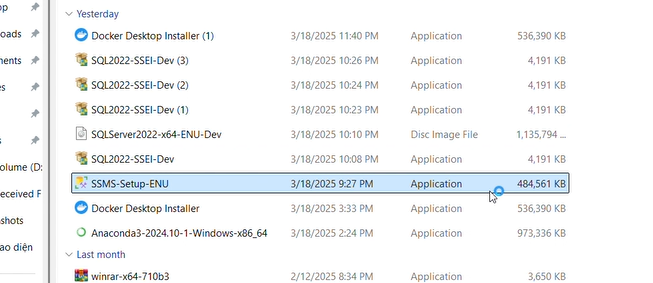 Yesterday
Docker Desktop Installer (1) 3/18/2025 11:40 PM Application 536,390 KB
SQL2022-SSEI-Dev (3) 3/18/2025 10:26 PM Application 4,191 KB
SQL2022-SSEI-Dev (2) 3/18/2025 10:24 PM Application 4,191 KB
SQL2022-SSEI-Dev (1) 3/18/2025 10:23 PM Application 4,191 KB
SQLServer2022-x64-ENU-Dev 3/18/2025 10:10 PM Disc Image File 1,135,794 ...
SQL2022-SSEI-Dev 3/18/2025 10:08 PM Application 4,191 KB
olume (D:
SSMS-Setup-ENU 3/18/2025 9:27 PM Application 484,561 KB
eceived F
Docker Desktop Installer 3/18/2025 3:33 PM Application 536,390 KB
shots
Anaconda3-2024.10-1-Windows-x86_64 3/18/2025 2:24 PM Application 973,336 KB
ao diện
Last month
winrar-x64-710b3 2/12/2025 8:34 PM Application 3,650 KB